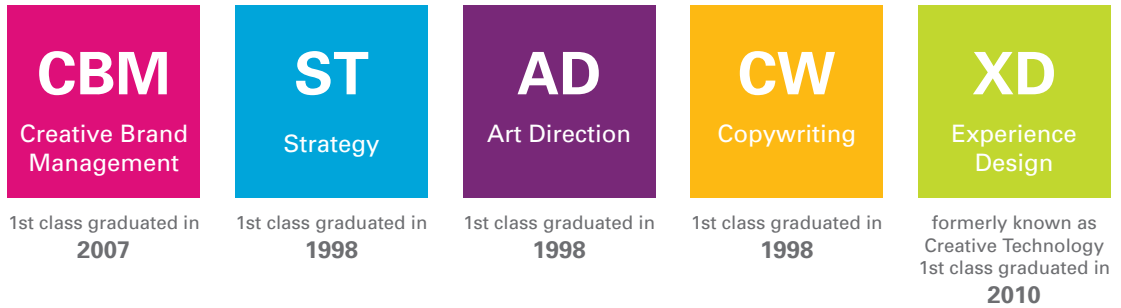 CBM
Creative Brand
Management
1st class graduated in
2007
ST
Strategy
1st class graduated in
1998
AD
Art Direction
1st class graduated in
1998
CW
Copywriting
1st class graduated in
1998
XD
Experience
Design
formerly known as
Creative Technology
1st class graduated in
2010